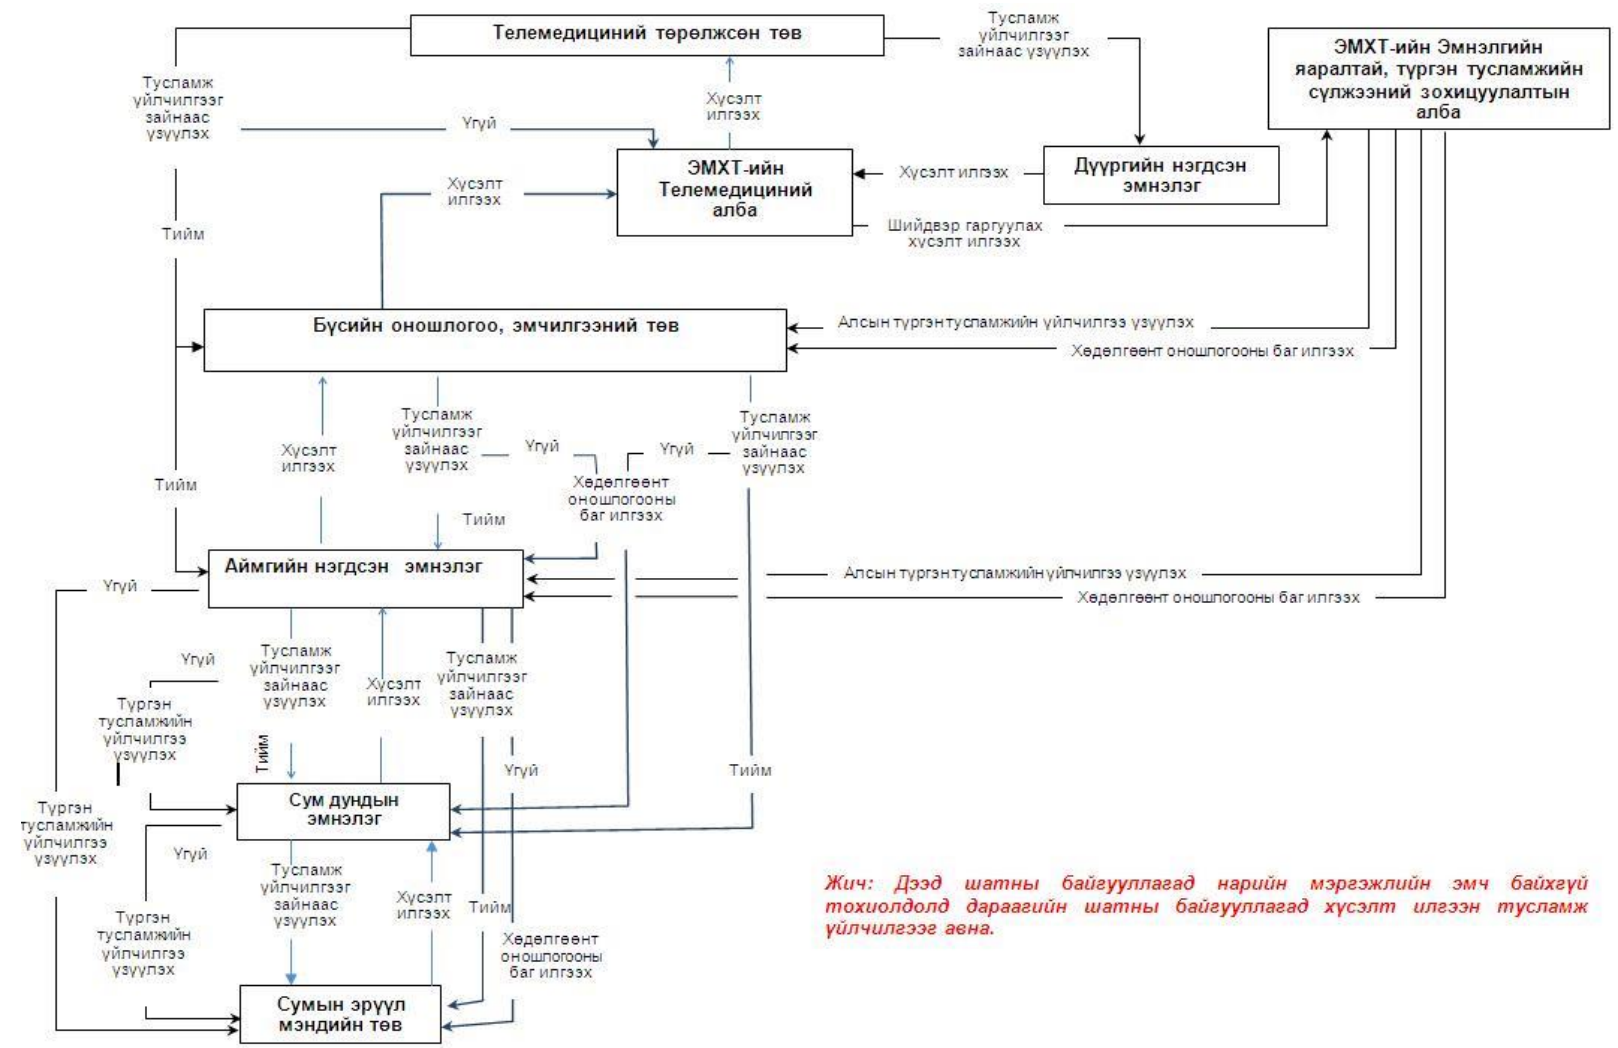 Телемедициний төрөлжсөн төв
Тусламж
үйлчилгээг
зайнаас үзүүлэх
ЭМХТ-ийн Эмнэлгийн
яаралтай, түргэн тусламжийн
сүлжээний зохицуулалтын
алба
Тусламж
үйлчилгээг
зайнаас
үзүүлэх
Хүсэлт
илгээх
Үгүй
ЭМХТ-ийн
Телемедициний
алба
Хүсэлт илгээх
Дүүргийн нэгдсэн
эмнэлэг
Хүсэлт
илгээх
Шийдвэр гаргуулах
хүсэлт илгээх
Тийм
Бүсийн оношлогоо, эмчилгээний төв
Алсын түргэн тусламжийн үйлчилгээ үзүүлэх
Хөдөлгөөнт оношлогооны баг илгээх
Тусламж
үйлчилгээг
зайнаас
үзүүлэх
Тусламж
үйлчилгээг
зайнаас
үзүүлэх
Хүсэлт
илгээх
Үгүй
Үгүй
Тийм
Хөдөлгөөнт
оношлогооны
баг илгээх
Тийм
Аймгийн нэгдсэн эмнэлэг
Алсын түргэн тусламжийн үйлчилгээ үзүүлэх
Үгүй
Хөдөлгөөнт оношлогооны баг илгээх
Үгүй
Тусламж
үйлчилгээг
зайнаас
үзүүлэх
Хүсэлт
илгээх
Тусламж
үйлчилгээг
зайнаас
үзүүлэх
Түргэн
тусламжийн
үйлчилгээ
үзүүлэх
Тийм
Үгүй
Тийм
Сум дундын
эмнэлэг
Түргэн
тусламжийн
үйлчилгээ
үзүүлэх
Үгүй
Тусламж
үйлчилгээг
зайнаас
үзүүлэх
Хүсэлт
илгээх
Тийм
Түргэн
тусламжийн
үйлчилгээ
үзүүлэх
Хөдөлгөөнт
оношлогооны
баг илгээх
Сумын эрүүл
мэндийн төв
Жич: Дээд шатны байгууллагад нарийн мэргэжлийн эмч байхгүй
тохиолдолд дараагийн шатны байгууллагад хүсэлт илгээн тусламж
үйлчилгээг авна.